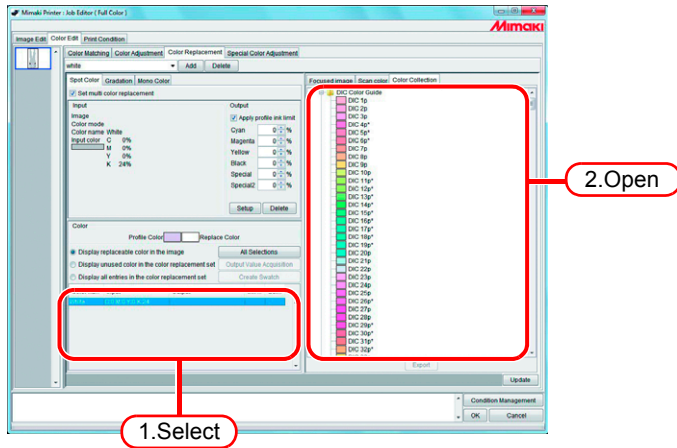 Mimaki Printer : Job Editor ( Full Color )
Mimaki
Image Edit Color Edit Print Condition
Color Matching Color Adjustment Color Replacement Special Color Adjustment
white Add Delete
Spot Color Gradation Mono Color
Focused image Scan color Color Collection
Set multi color replacement
Input
Image
Color mode
Color name White
Input color C 0%
M 0%
Y 0%
K 24%
Output
Apply profile ink limit
Cyan 0 %
Magenta 0 %
Yellow 0 %
Black 0 %
Special 0 %
Special2 0 %
Setup Delete
Color
Profile Color Replace Color
Display replaceable color in the image All Selections
Display unused color in the color replacement set Output Value Acquisition
Display all entries in the color replacement set Create Swatch
White
DIC Color Guide
DIC 1p
DIC 2p
DIC 3p
DIC 4p*
DIC 5p*
DIC 6p*
DIC 7p
DIC 8p
DIC 9p
DIC 10p
DIC 11p*
DIC 12p*
DIC 13p*
DIC 14p*
DIC 15p*
DIC 16p*
DIC 17p*
DIC 18p*
DIC 19p*
DIC 20p
DIC 21p
DIC 22p
DIC 23p
DIC 24p
DIC 25p
DIC 26p*
DIC 27p
DIC 28p
DIC 29p*
DIC 30p*
DIC 31p*
DIC 32p*
Export
Update
Condition Management
OK Cancel
1.Select
2.Open